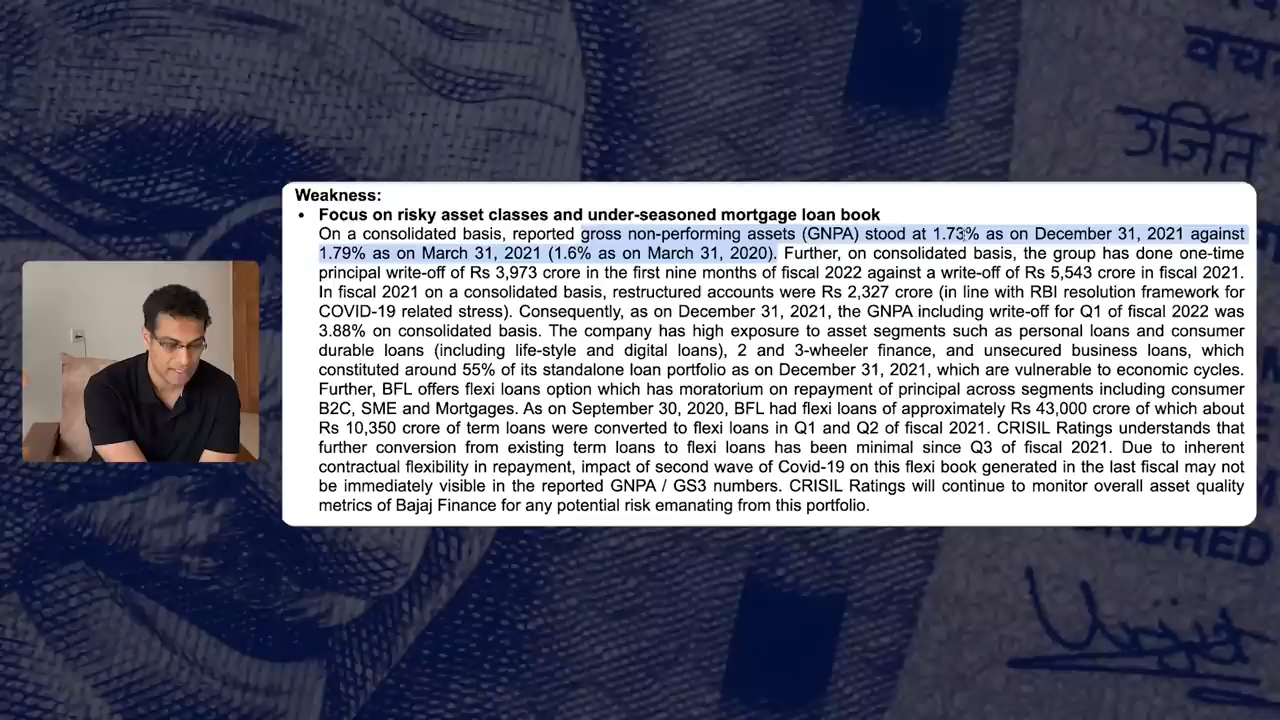 वच
उर्जित
Weakness:
• Focus on risky asset classes and under-seasoned mortgage loan book
On a consolidated basis, reported gross non-performing assets (GNPA) stood at 1.73% as on December 31, 2021 against
1.79% as on March 31, 2021 (1.6% as on March 31, 2020). Further, on consolidated basis, the group has done one-time
principal write-off of Rs 3,973 crore in the first nine months of fiscal 2022 against a write-off of Rs 5,543 crore in fiscal 2021.
In fiscal 2021 on a consolidated basis, restructured accounts were Rs 2,327 crore (in line with RBI resolution framework for
COVID-19 related stress). Consequently, as on December 31, 2021, the GNPA including write-off for Q1 of fiscal 2022 was
3.88% on consolidated basis. The company has high exposure to asset segments such as personal loans and consumer
durable loans (including life-style and digital loans), 2 and 3-wheeler finance, and unsecured business loans, which
constituted around 55% of its standalone loan portfolio as on December 31, 2021, which are vulnerable to economic cycles.
Further, BFL offers flexi loans option which has moratorium on repayment of principal across segments including consumer
B2C, SME and Mortgages. As on September 30, 2020, BFL had flexi loans of approximately Rs 43,000 crore of which about
Rs 10,350 crore of term loans were converted to flexi loans in Q1 and Q2 of fiscal 2021. CRISIL Ratings understands that
further conversion from existing term loans to flexi loans has been minimal since Q3 of fiscal 2021. Due to inherent
contractual flexibility in repayment, impact of second wave of Covid-19 on this flexi book generated in the last fiscal may not
be immediately visible in the reported GNPA / GS3 numbers. CRISIL Ratings will continue to monitor overall asset quality
metrics of Bajaj Finance for any potential risk emanating from this portfolio.
NDRED